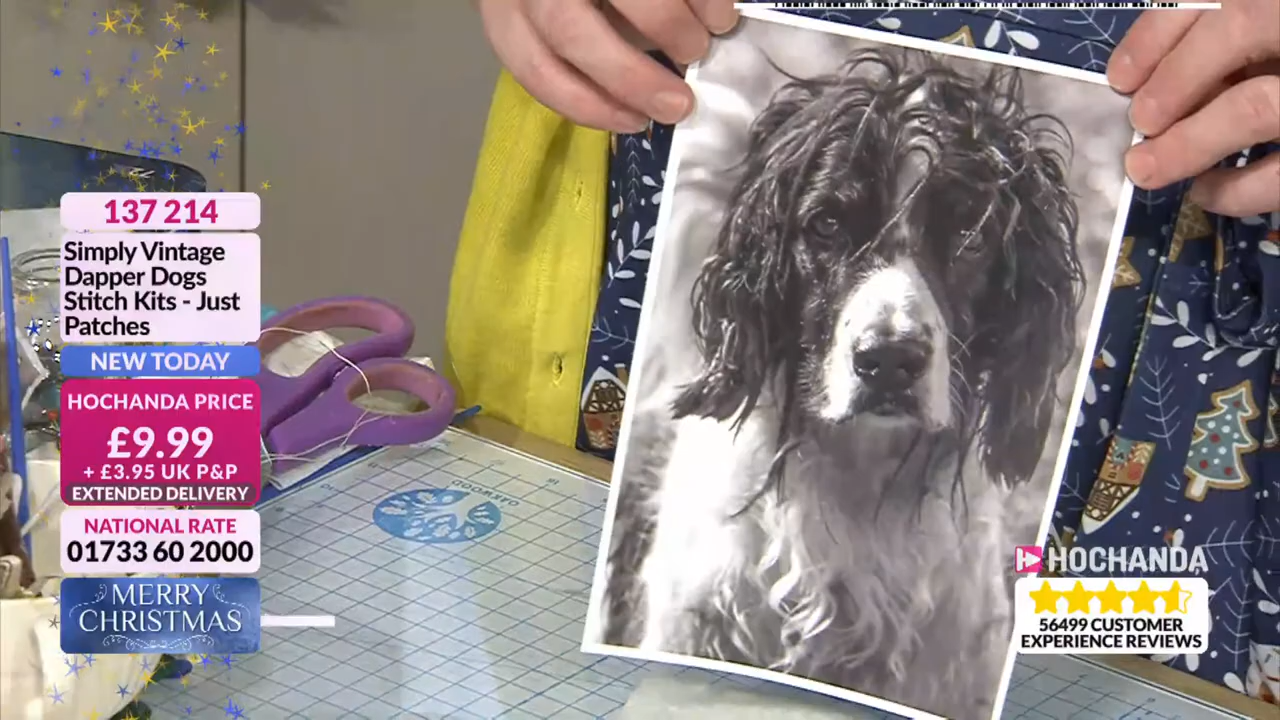 137 214
Simply Vintage
Dapper Dogs
Stitch Kits - Just
Patches
NEW TODAY
HOCHANDA PRICE
£9.99
+ £3.95 UK P&P
EXTENDED DELIVERY
NATIONAL RATE
01733 60 2000
MERRY
CHRISTMAS
OAKWOOD
HOCHANDA
56499 CUSTOMER
EXPERIENCE REVIEWS